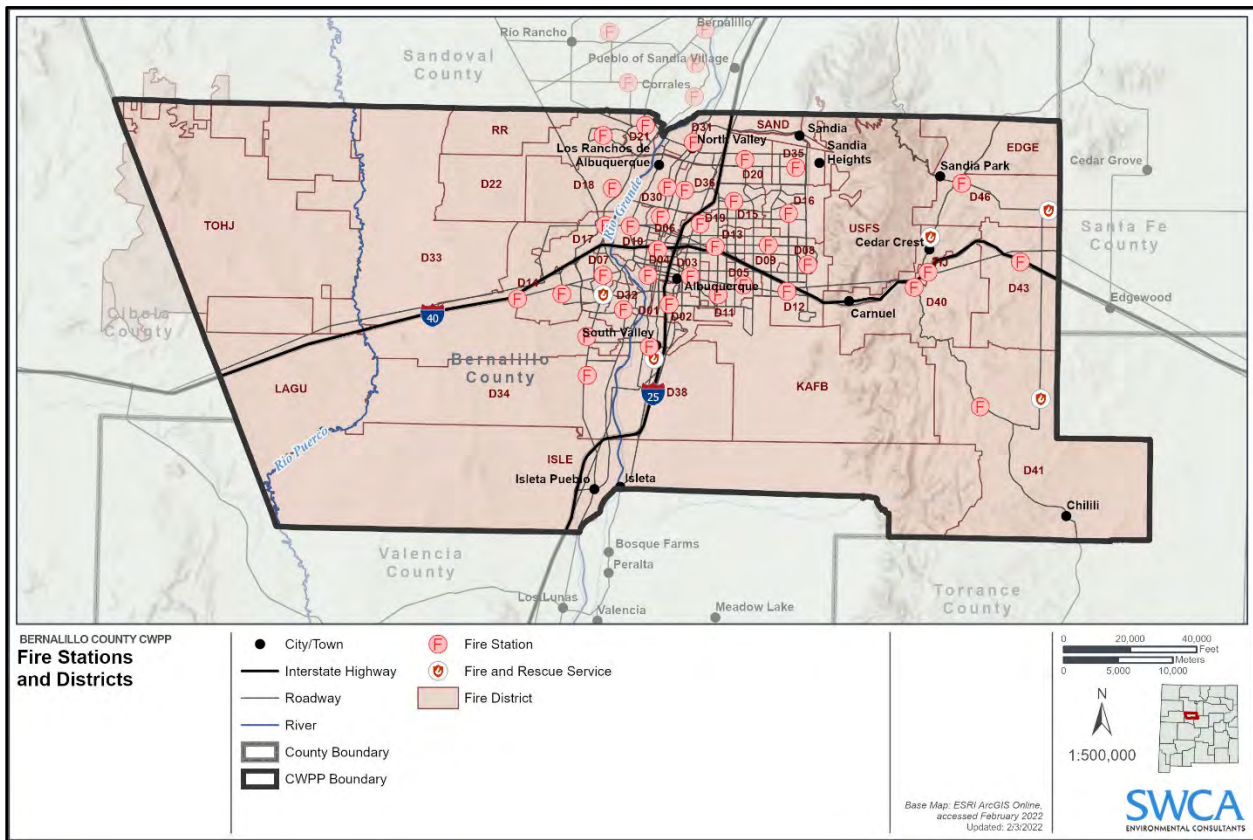 Bernalillo
Rio Rancho
Sandoval
County
Pueblo of Sandia Village
Corrales
RR
D21
D31
North Valley
SAND
Sandia
Sandia
Heights
EDGE
Los Ranchos de
Albuquerque
D20
D35
Sandia Park
Cedar Grove
D22
D18
D30
D36
D46
TOHJ
Rio Grande
D15
D16
D06
D19
USFS
Cedar Crest
Santa Fe
County
D17
D10
D13
D33
D04
D09
D08
D07
D03
D05
D14
Albuquerque
D40
D43
Cibola
County
40
D32
D01
D02
D11
D12
Carnuel
Edgewood
South Valley
Bernalillo
County
LAGU
D34
25
D38
KAFB
Rio Puerco
ISLE
D41
Isleta Pueblo
Isleta
Chilili
Valencia
County
Bosque Farms
Peralta
Torrance
County
Los Lunas
Valencia
Meadow Lake
BERNALILLO COUNTY CWPP
Fire Stations
and Districts
City/Town
Interstate Highway
Roadway
River
County Boundary
CWPP Boundary
F Fire Station
Fire and Rescue Service
Fire District
0 20,000 40,000
Feet
Meters
0 5,000 10,000
N
1:500,000
Base Map: ESRI ArcGIS Online,
accessed February 2022
Updated: 2/3/2022
SWCA
ENVIRONMENTAL CONSULTANTS